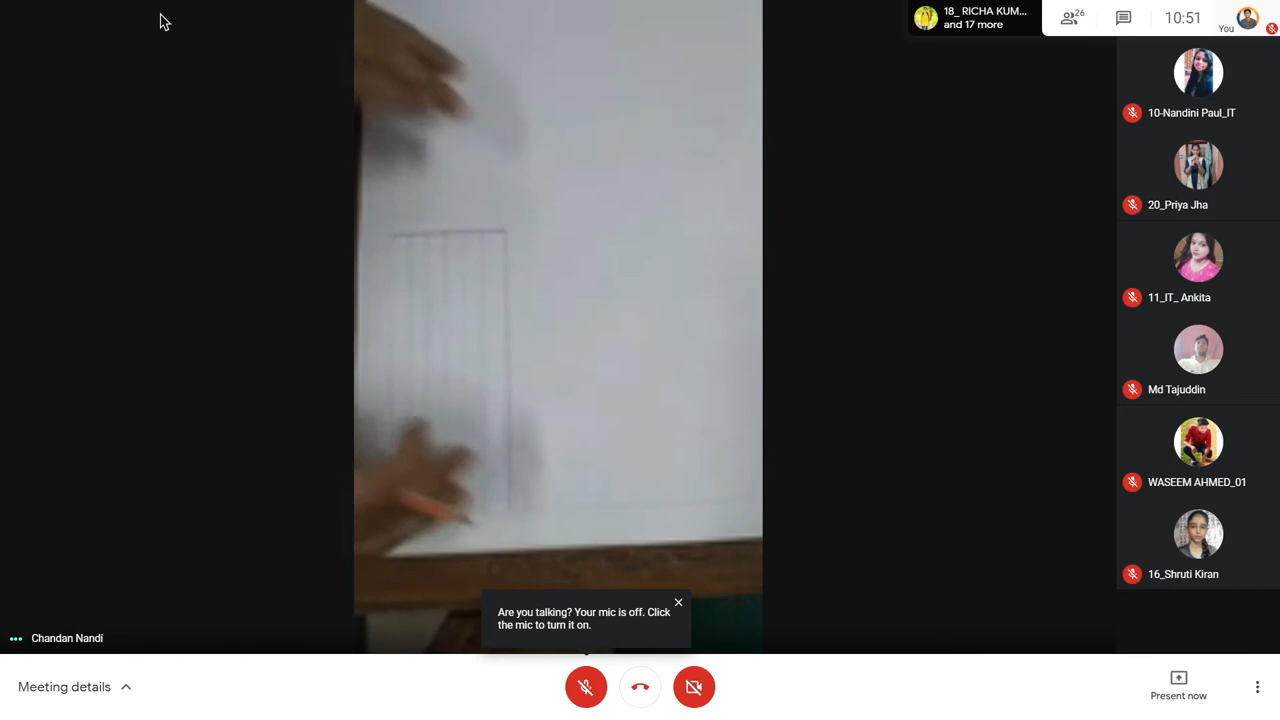 18_ RICHA KUM...
and 17 more
26
10:51
You
10-Nandini Paul_IT
20_Priya Jha
11_IT_ Ankita
Md Tajuddin
WASEEM AHMED_01
16_Shruti Kiran
Are you talking? Your mic is off. Click
the mic to turn it on.
Chandan Nandi
Meeting details
Present now